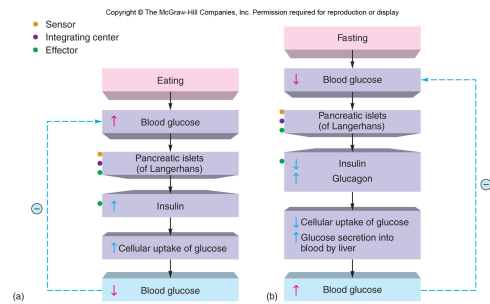 Copyright © The McGraw-Hill Companies, Inc. Permission required for reproduction or display
Sensor
Integrating center
Effector
Eating
↑ Blood glucose
Pancreatic islets
(of Langerhans)
↑ Insulin
↑ Cellular uptake of glucose
↓ Blood glucose
−
(a)
Fasting
↓ Blood glucose
Pancreatic islets
(of Langerhans)
↓ Insulin
↑ Glucagon
↓ Cellular uptake of glucose
↑ Glucose secretion into
blood by liver
↑ Blood glucose
−
(b)